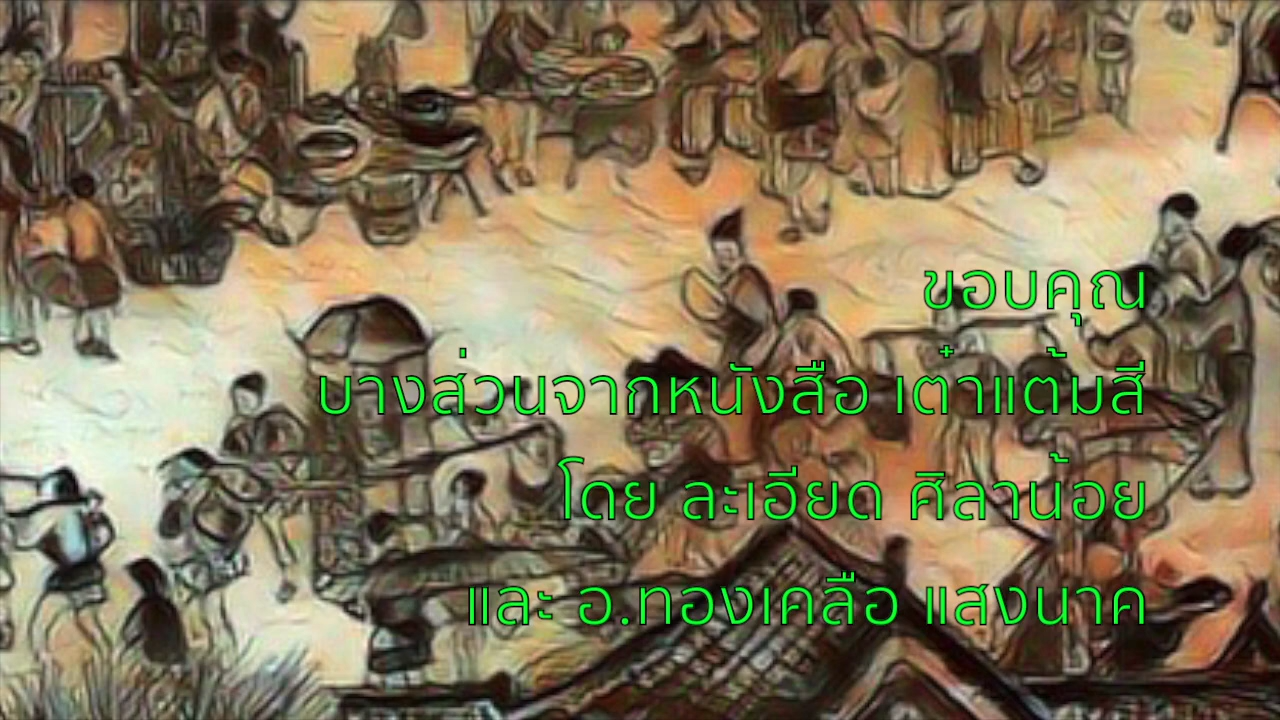 ขอบคุณ
บางส่วนจากหนังสือ เต๋าแต้มสี
โดย ละเอียด ศิลาน้อย
และ อ.ทองเคลือ แสงนาค